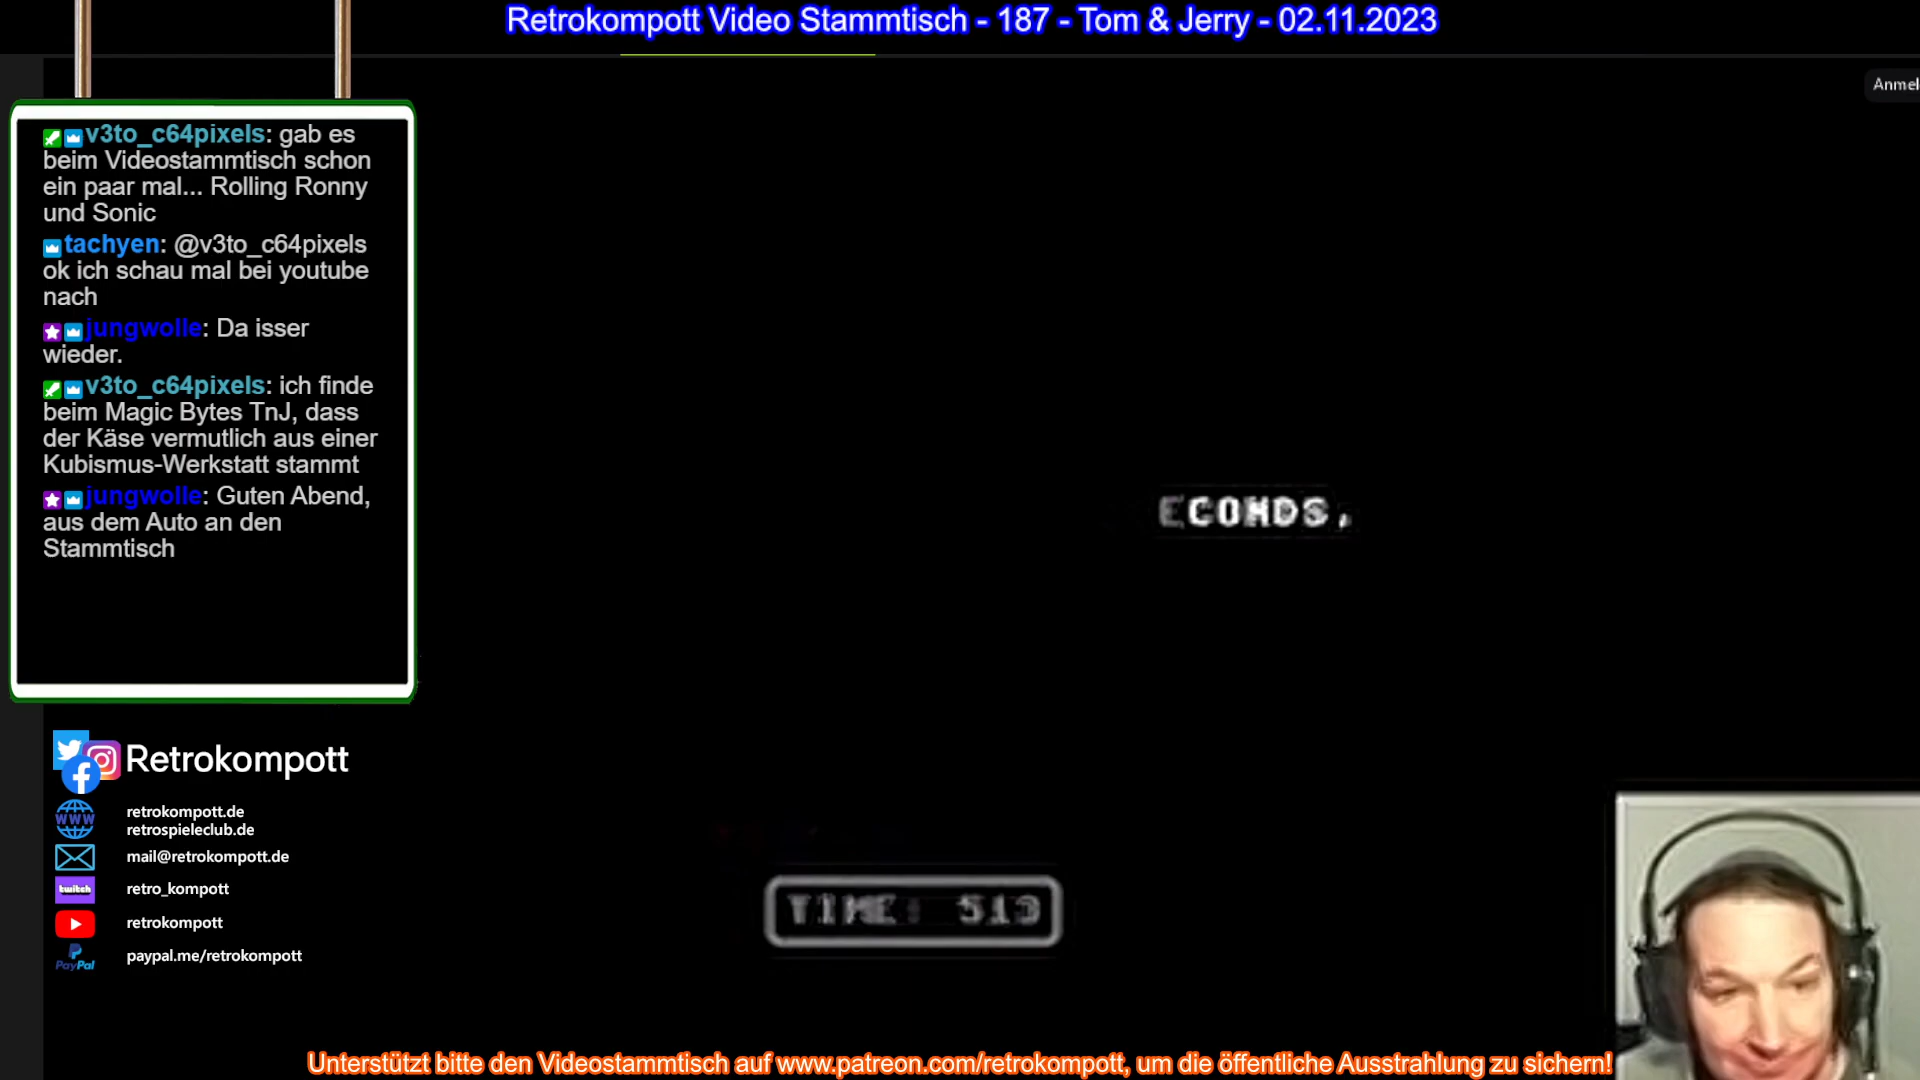 Retrokompott Video Stammtisch - 187 - Tom & Jerry - 02.11.2023
Anmel
v3to_c64pixels: gab es
beim Videostammtisch schon
ein paar mal... Rolling Ronny
und Sonic
tachyen: @v3to_c64pixels
ok ich schau mal bei youtube
nach
jungwolle: Da isser
wieder.
v3to_c64pixels: ich finde
beim Magic Bytes TnJ, dass
der Käse vermutlich aus einer
Kubismus-Werkstatt stammt
jungwolle: Guten Abend,
aus dem Auto an den
Stammtisch
ECONDS,
TIME: 513
Retrokompott
www
retrokompott.de
retrospieleclub.de
mail@retrokompott.de
twitch
retro_kompott
retrokompott
PayPal
paypal.me/retrokompott
Unterstützt bitte den Videostammtisch auf www.patreon.com/retrokompott, um die öffentliche Ausstrahlung zu sichern!